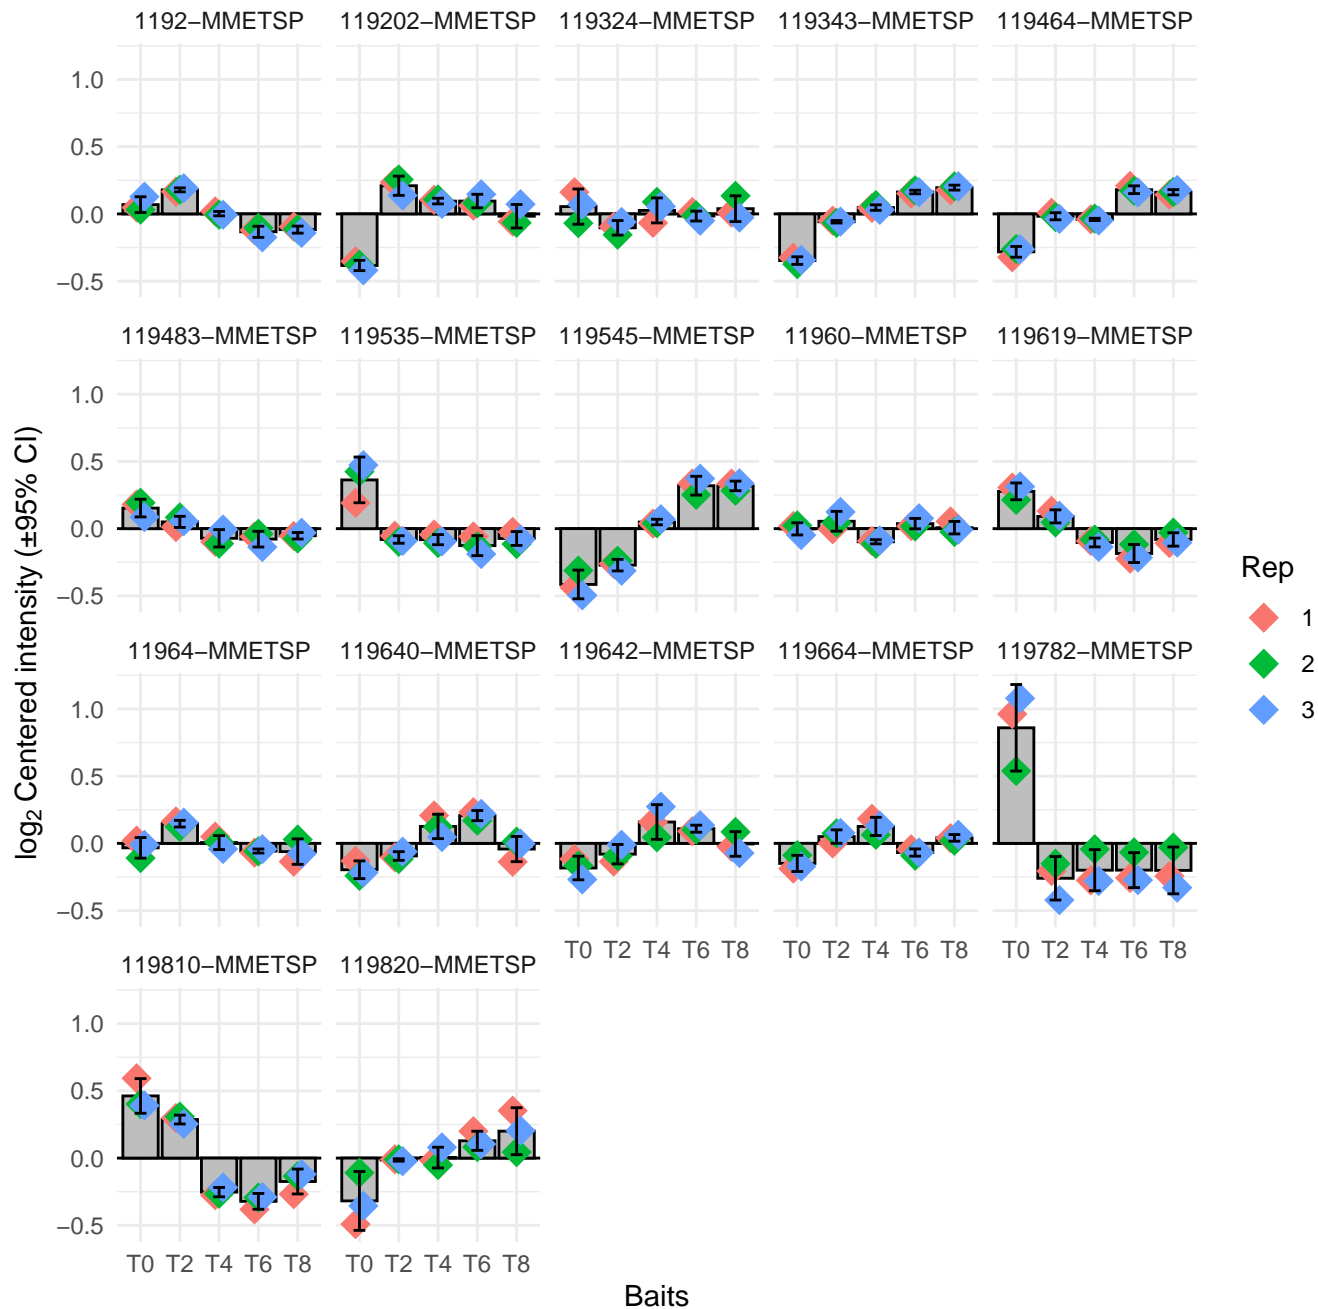 1192−MMETSP 119202−MMETSP 119324−MMETSP 119343−MMETSP 119464−MMETSP
1.0
0.5
0.0
−0.5
119483−MMETSP 119535−MMETSP 119545−MMETSP 11960−MMETSP 119619−MMETSP
1.0
0.5
0.0
−0.5
11964−MMETSP 119640−MMETSP 119642−MMETSP 119664−MMETSP 119782−MMETSP
1.0
0.5
0.0
−0.5
T0 T2 T4 T6 T8 T0 T2 T4 T6 T8 T0 T2 T4 T6 T8
119810−MMETSP 119820−MMETSP
1.0
0.5
0.0
−0.5
T0 T2 T4 T6 T8 T0 T2 T4 T6 T8
Baits
log₂ Centered intensity (±95% CI)
Rep
1
2
3